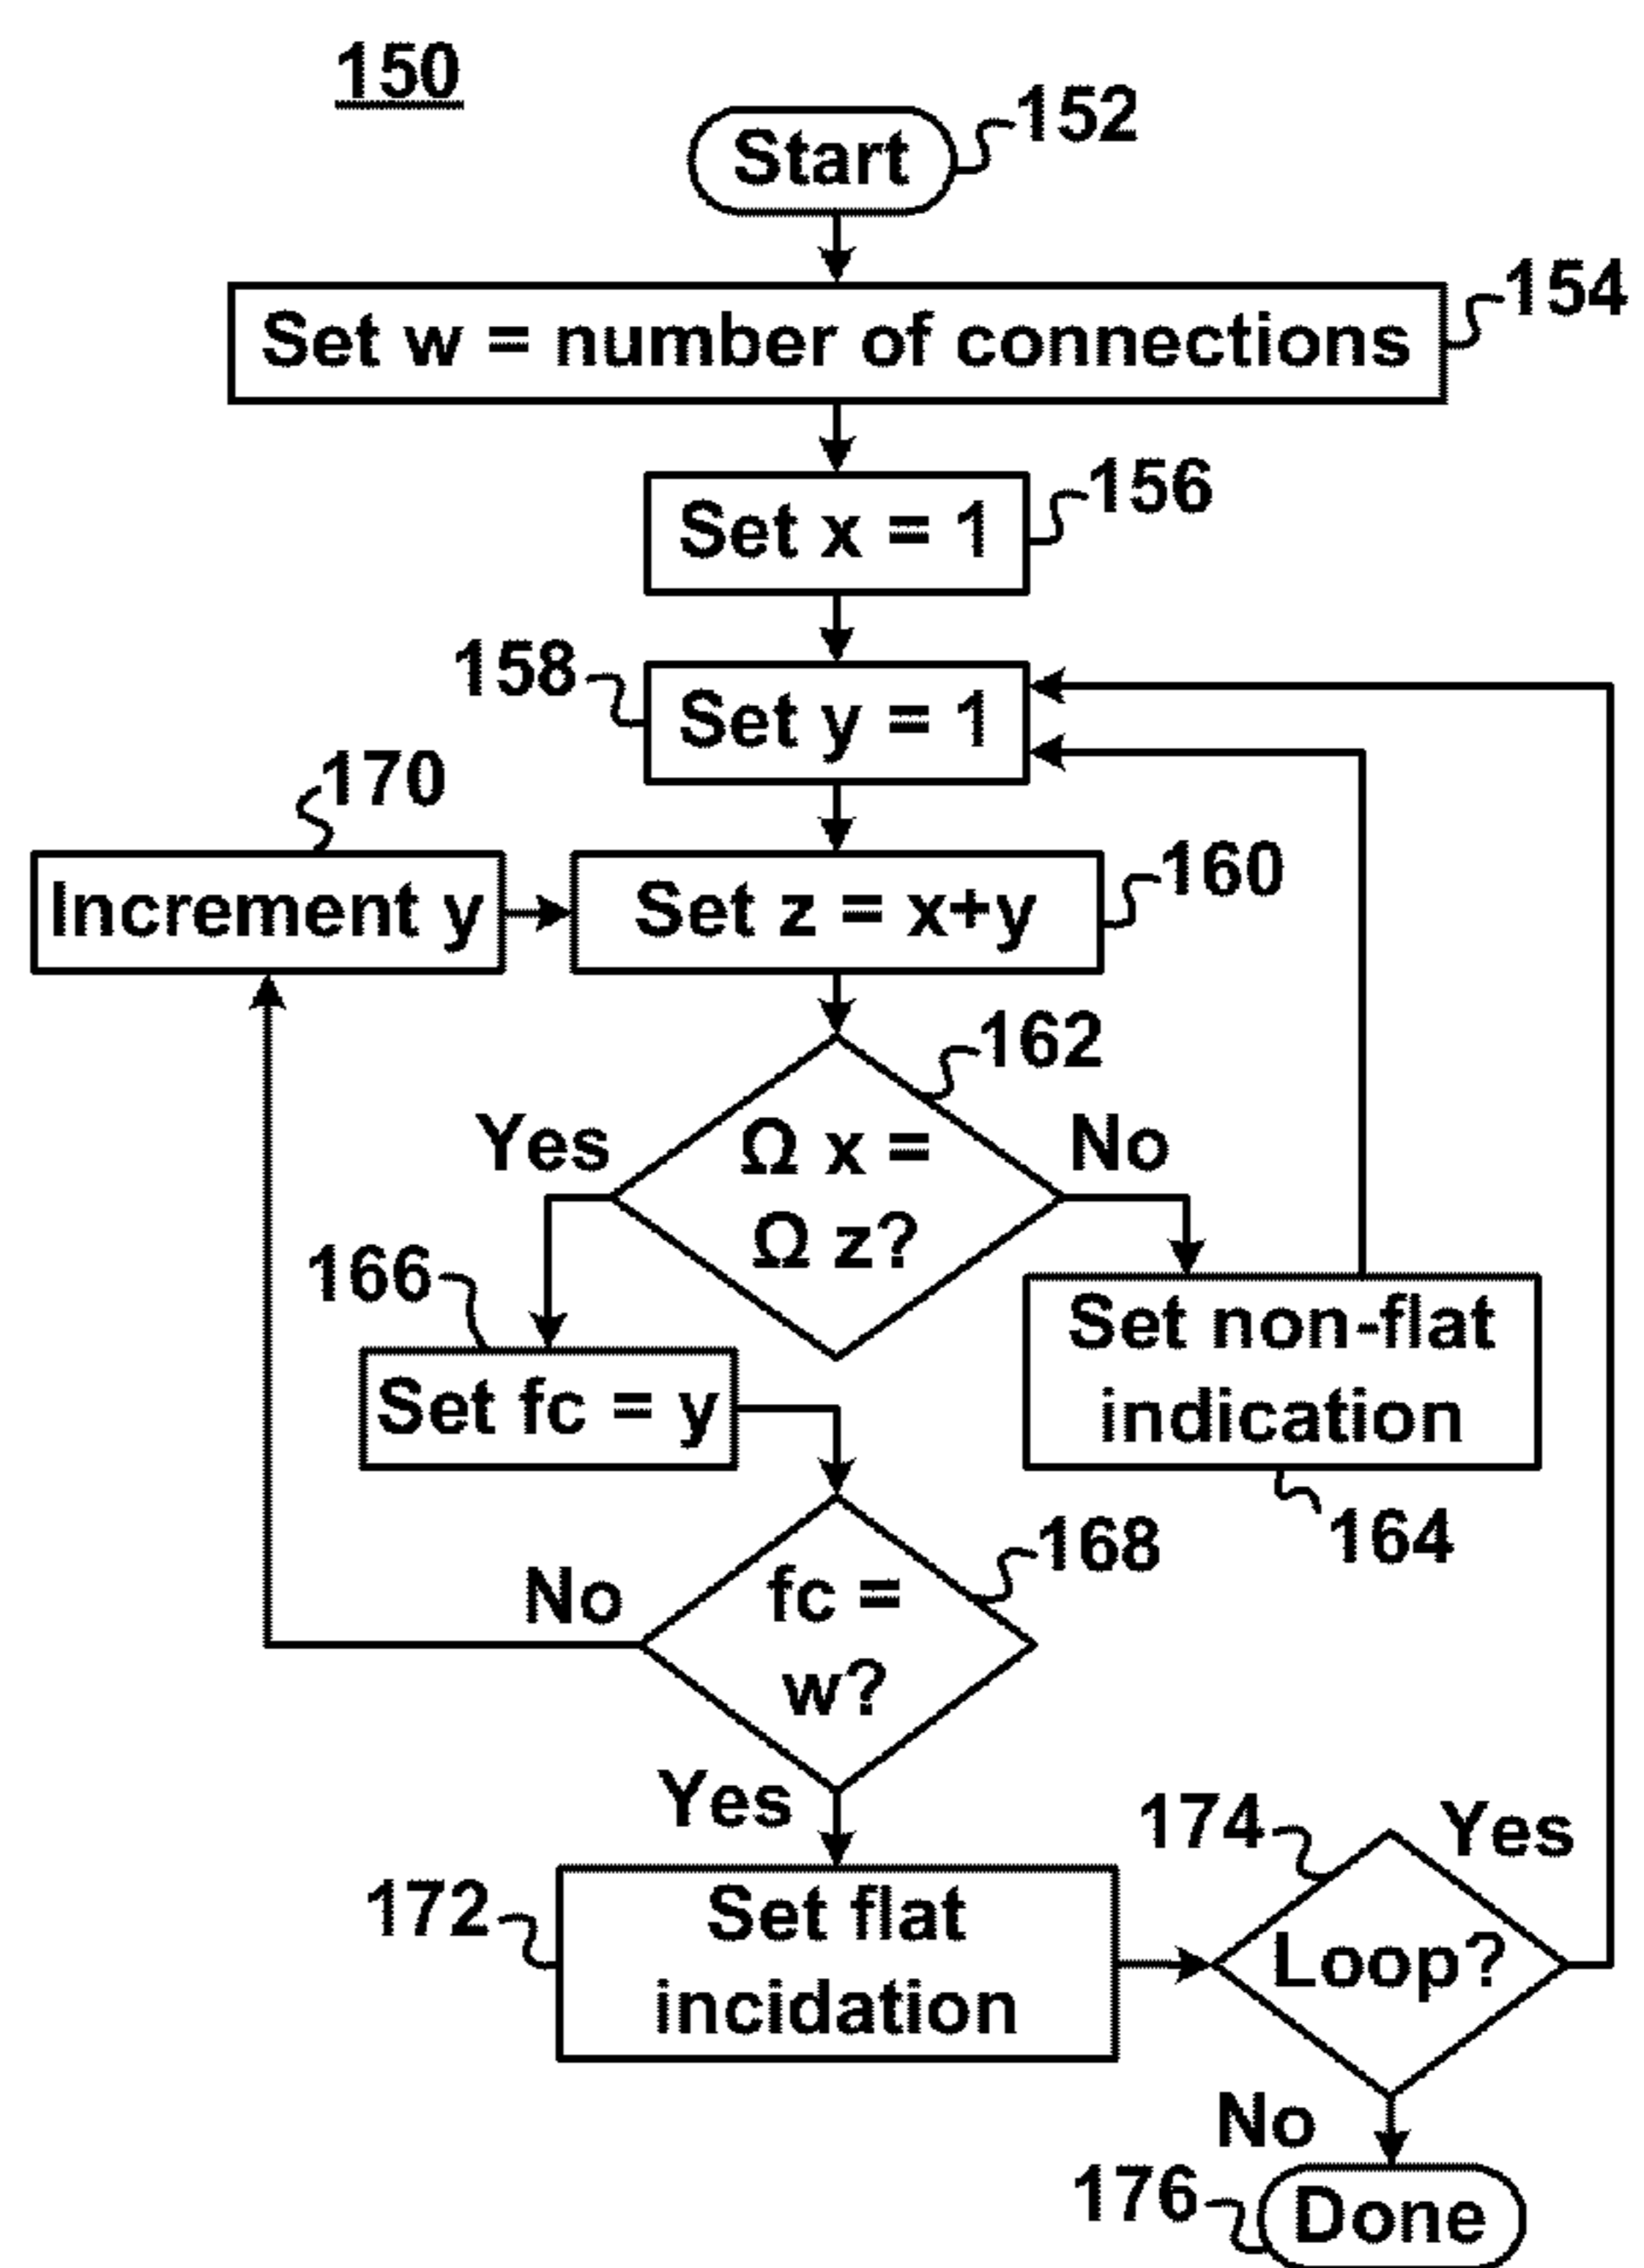 150
Start
152
Set w = number of connections
154
Set x = 1
156
158
Set y = 1
170
Increment y
Set z = x+y
160
162
Yes
Ω x =
Ω z?
No
166
Set fc = y
Set non-flat
indication
164
168
No
fc =
w?
Yes
172
Set flat
incidation
174
Loop?
Yes
No
176
Done